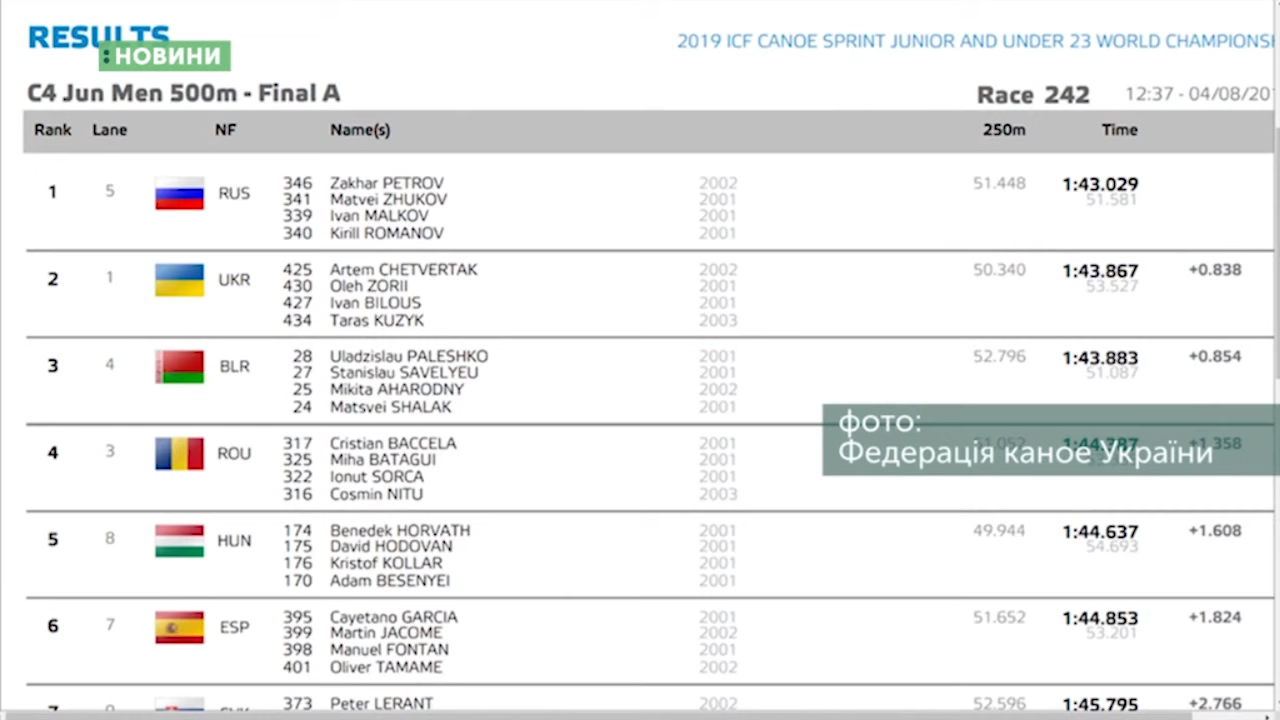 RESULTS
НОВИНИ
2019 ICF CANOE SPRINT JUNIOR AND UNDER 23 WORLD
C4 Jun Men 500m - Final A
Race 242
12:37 - 04/08/
Rank Lane NF Name(s) 250m Time
1 5 RUS 346 Zakhar PETROV 2002 51.448 1:43.029
341 Matvei ZHUKOV 2001 51.581
339 Ivan MALKOV 2001
340 Kirill ROMANOV 2001
2 1 UKR 425 Artem CHETVERTAK 2002 50.340 1:43.867 +0.838
430 Oleh ZORII 2001 53.527
427 Ivan BILOUS 2001
434 Taras KUZYK 2003
3 4 BLR 28 Uladzislau PALESHKO 2001 52.796 1:43.883 +0.854
27 Stanislau SAVELYEU 2001 51.087
25 Mikita AHARODNY 2002
24 Matsvei SHALAK 2001
4 3 ROU 317 Cristian BACCELA 2001
325 Miha BATAGUI 2001
322 Ionut SORCA 2001
316 Cosmin NITU 2003
фото:
Федерація каное України
5 8 HUN 174 Benedek HORVATH 2001 49.944 1:44.637 +1.608
175 David HODOVAN 2001 54.693
176 Kristof KOLLAR 2001
170 Adam BESENYEI 2001
6 7 ESP 395 Cayetano GARCIA 2001 51.652 1:44.853 +1.824
399 Martin JACOME 2002 53.201
398 Manuel FONTAN 2001
401 Oliver TAMAME 2002
373 Peter LERANT 2002 52.596 1:45.795 +2.766